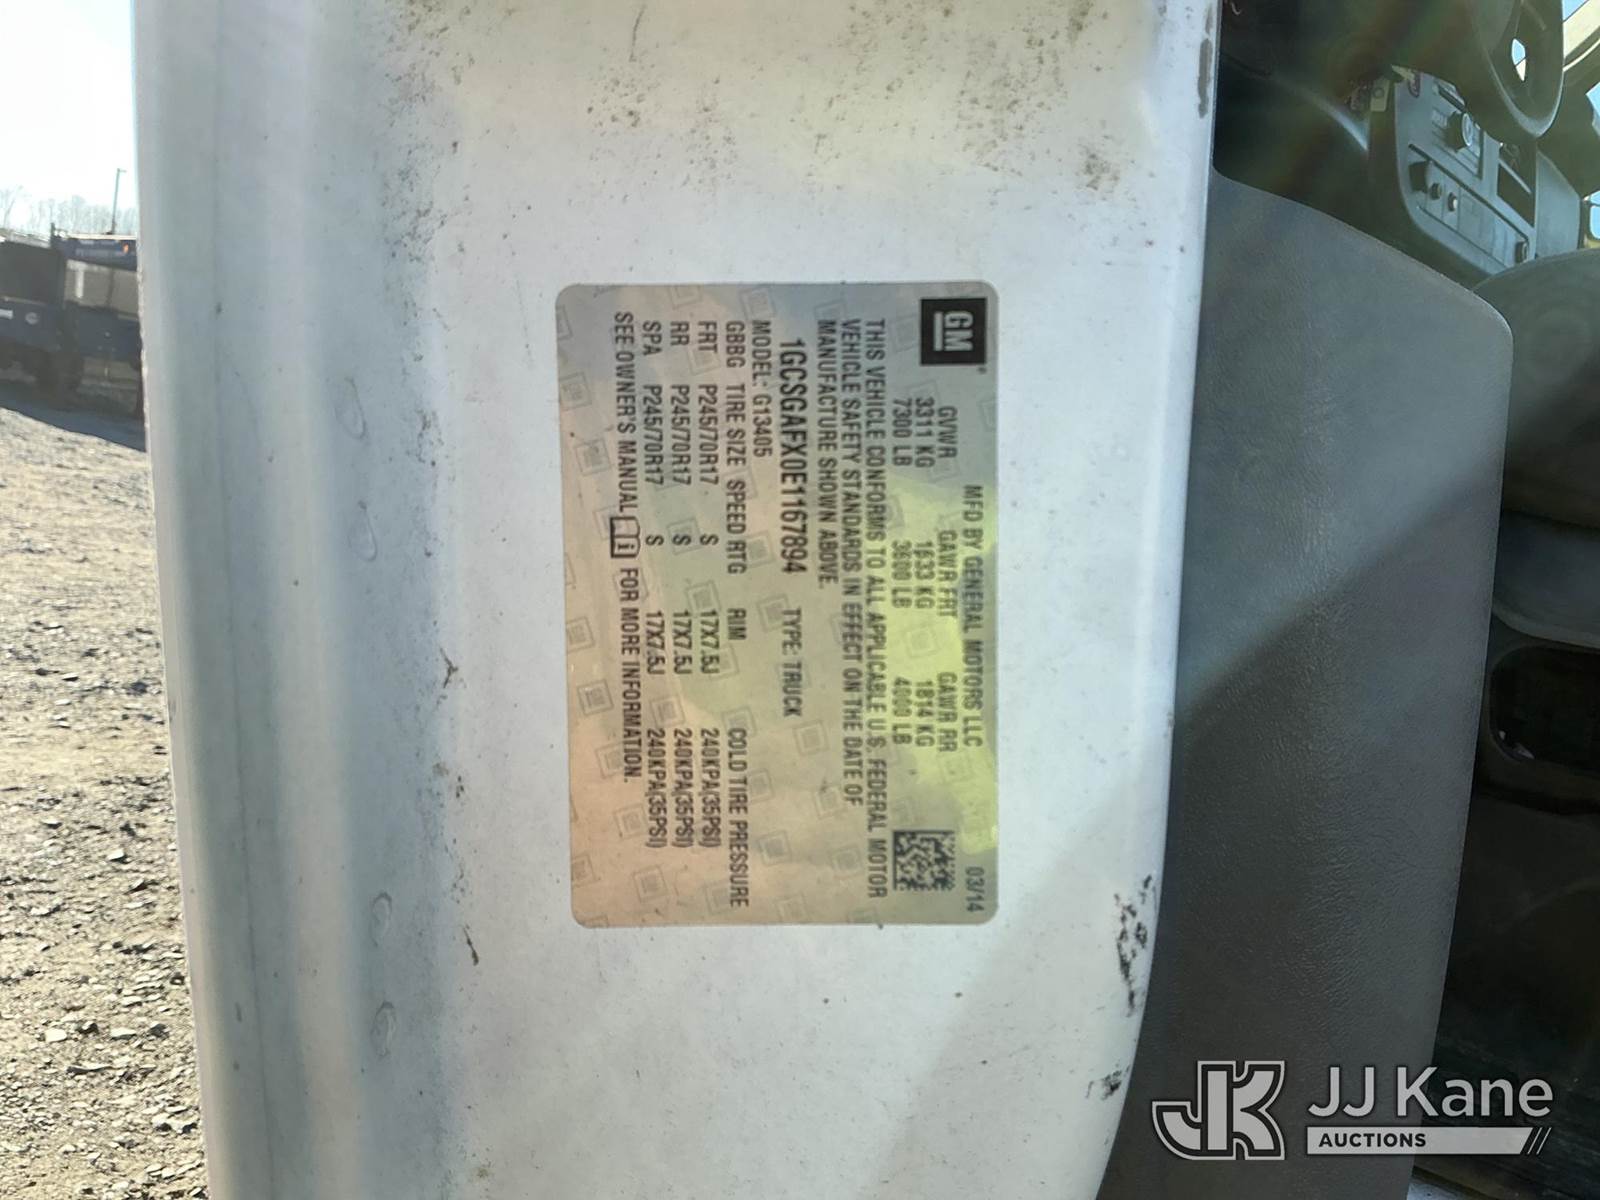 GM
MFD BY GENERAL MOTORS LLC 03/14
GVWR GAWR FRT GAWR RR
3311 KG 1633 KG 1814 KG
7300 LB 3600 LB 4000 LB
THIS VEHICLE CONFORMS TO ALL APPLICABLE U.S. FEDERAL MOTOR
VEHICLE SAFETY STANDARDS IN EFFECT ON THE DATE OF
MANUFACTURE SHOWN ABOVE.
1GCSGAFX0E1167894 TYPE: TRUCK
MODEL: G13405
GBBG TIRE SIZE SPEED RTG RIM COLD TIRE PRESSURE
FRT P245/70R17 S 17X7.5J 240KPA(35PSI)
RR P245/70R17 S 17X7.5J 240KPA(35PSI)
SPA P245/70R17 S 17X7.5J 240KPA(35PSI)
SEE OWNER'S MANUAL i FOR MORE INFORMATION.
JK JJ Kane
AUCTIONS